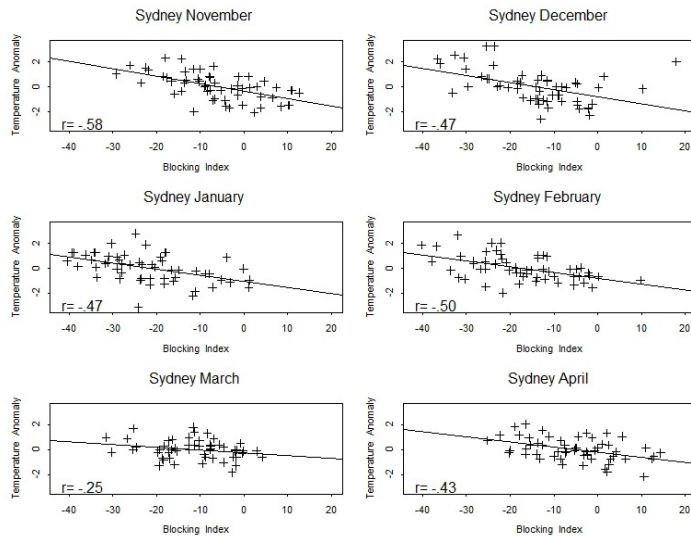 Sydney November
Temperature Anomaly
2
0
-2
r= -.58
-40 -30 -20 -10 0 10 20
Blocking Index
Sydney December
Temperature Anomaly
2
0
-2
r= -.47
-40 -30 -20 -10 0 10 20
Blocking Index
Sydney January
Temperature Anomaly
2
0
-2
r= -.47
-40 -30 -20 -10 0 10 20
Blocking Index
Sydney February
Temperature Anomaly
2
0
-2
r= -.50
-40 -30 -20 -10 0 10 20
Blocking Index
Sydney March
Temperature Anomaly
2
0
-2
r= -.25
-40 -30 -20 -10 0 10 20
Blocking Index
Sydney April
Temperature Anomaly
2
0
-2
r= -.43
-40 -30 -20 -10 0 10 20
Blocking Index